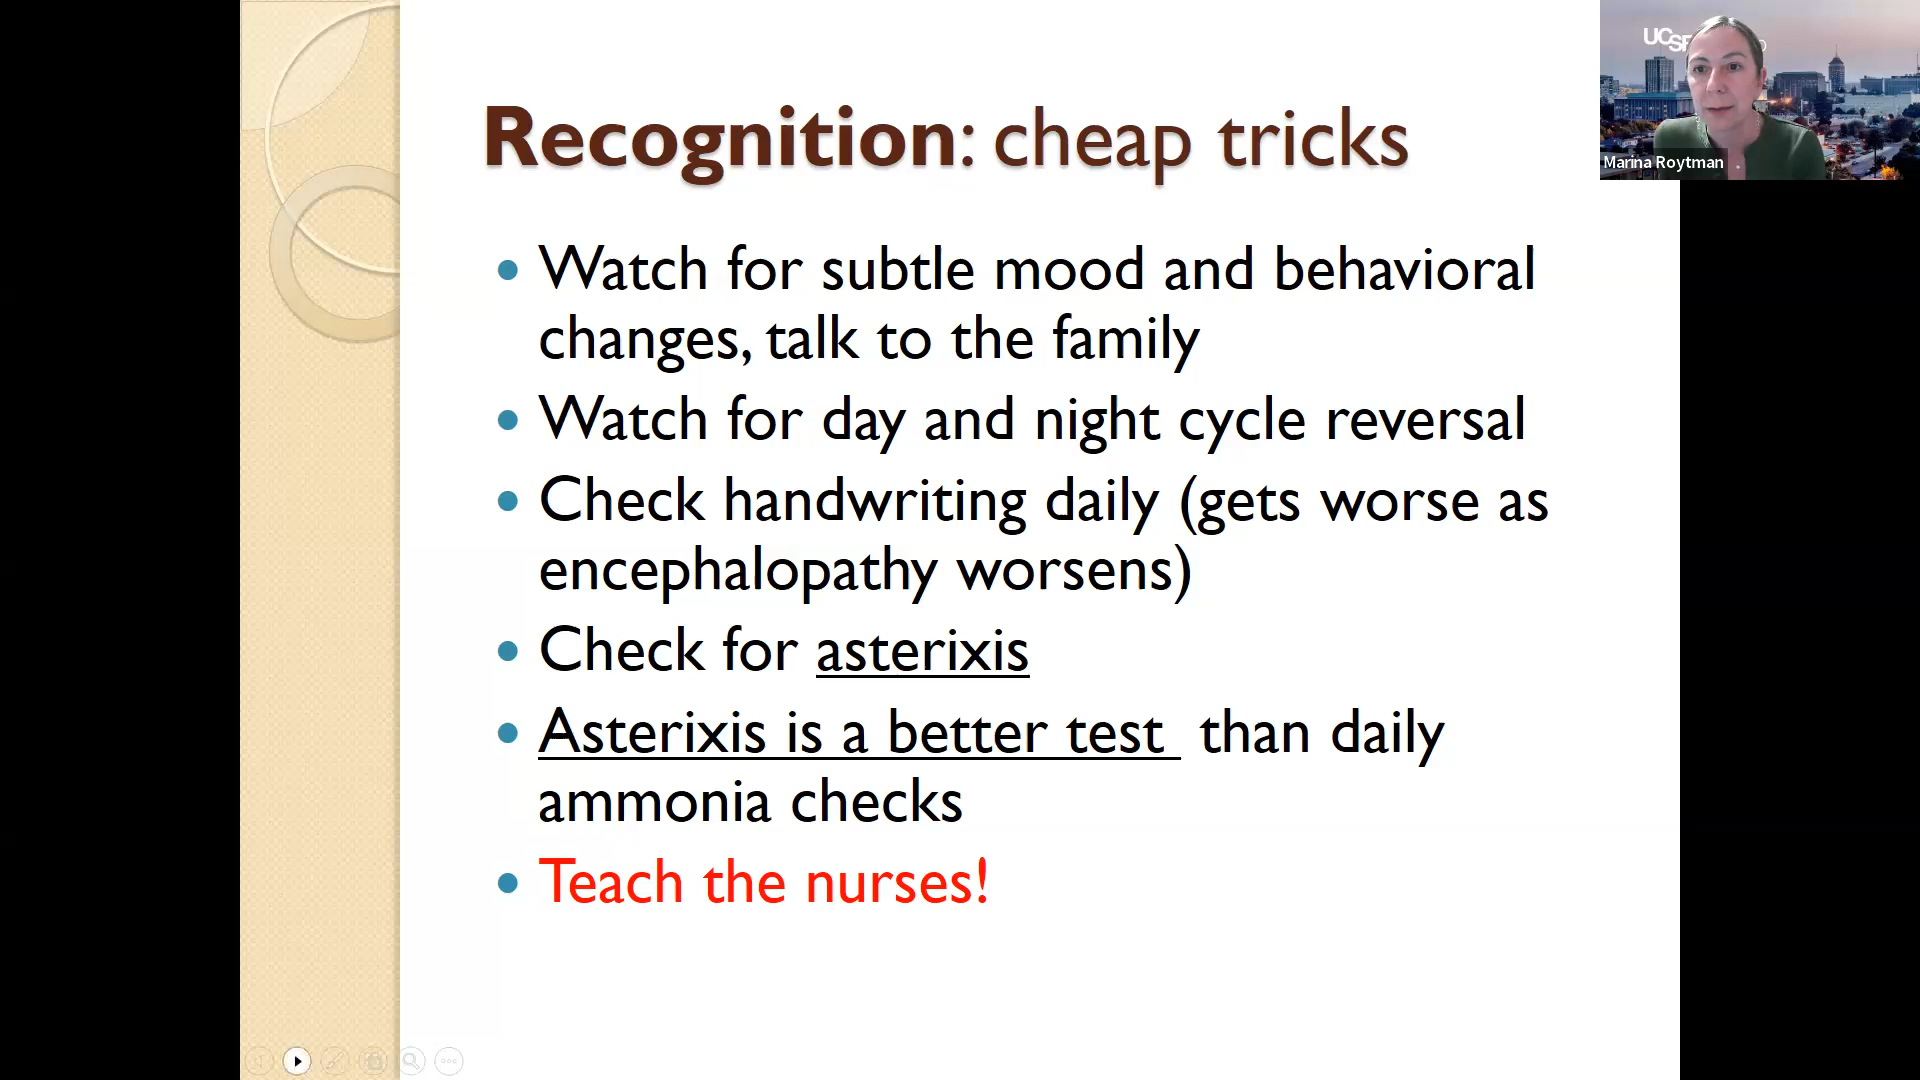 UCSF
Marina Roytman
Recognition: cheap tricks
• Watch for subtle mood and behavioral
changes, talk to the family
• Watch for day and night cycle reversal
• Check handwriting daily (gets worse as
encephalopathy worsens)
• Check for asterixis
• Asterixis is a better test than daily
ammonia checks
• Teach the nurses!